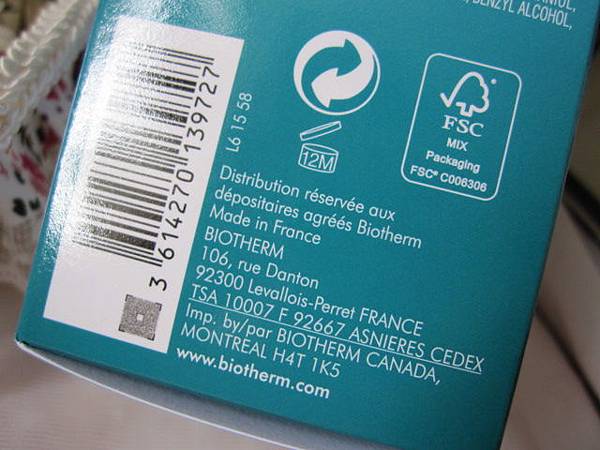 BENZYL ALCOHOL,
3 614270 139727
L6 15 58
12M
FSC
MIX
Packaging
FSC® C006306
Distribution réservée aux
dépositaires agréés Biotherm
Made in France
BIOTHERM
106, rue Danton
92300 Levallois-Perret FRANCE
TSA 10007 F 92667 ASNIERES CEDEX
Imp. by/par BIOTHERM CANADA,
MONTREAL H4T 1K5
www.biotherm.com